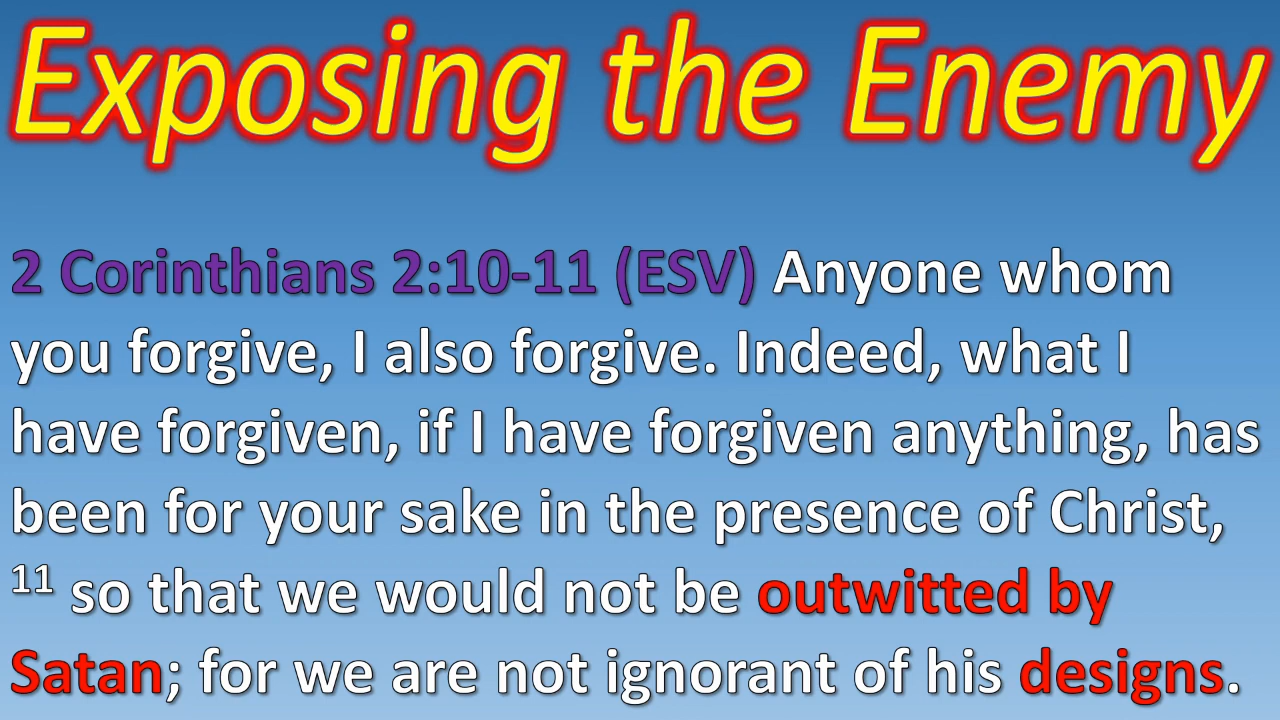 Exposing the Enemy
2 Corinthians 2:10-11 (ESV) Anyone whom
you forgive, I also forgive. Indeed, what I
have forgiven, if I have forgiven anything, has
been for your sake in the presence of Christ,
11 so that we would not be outwitted by
Satan; for we are not ignorant of his designs.